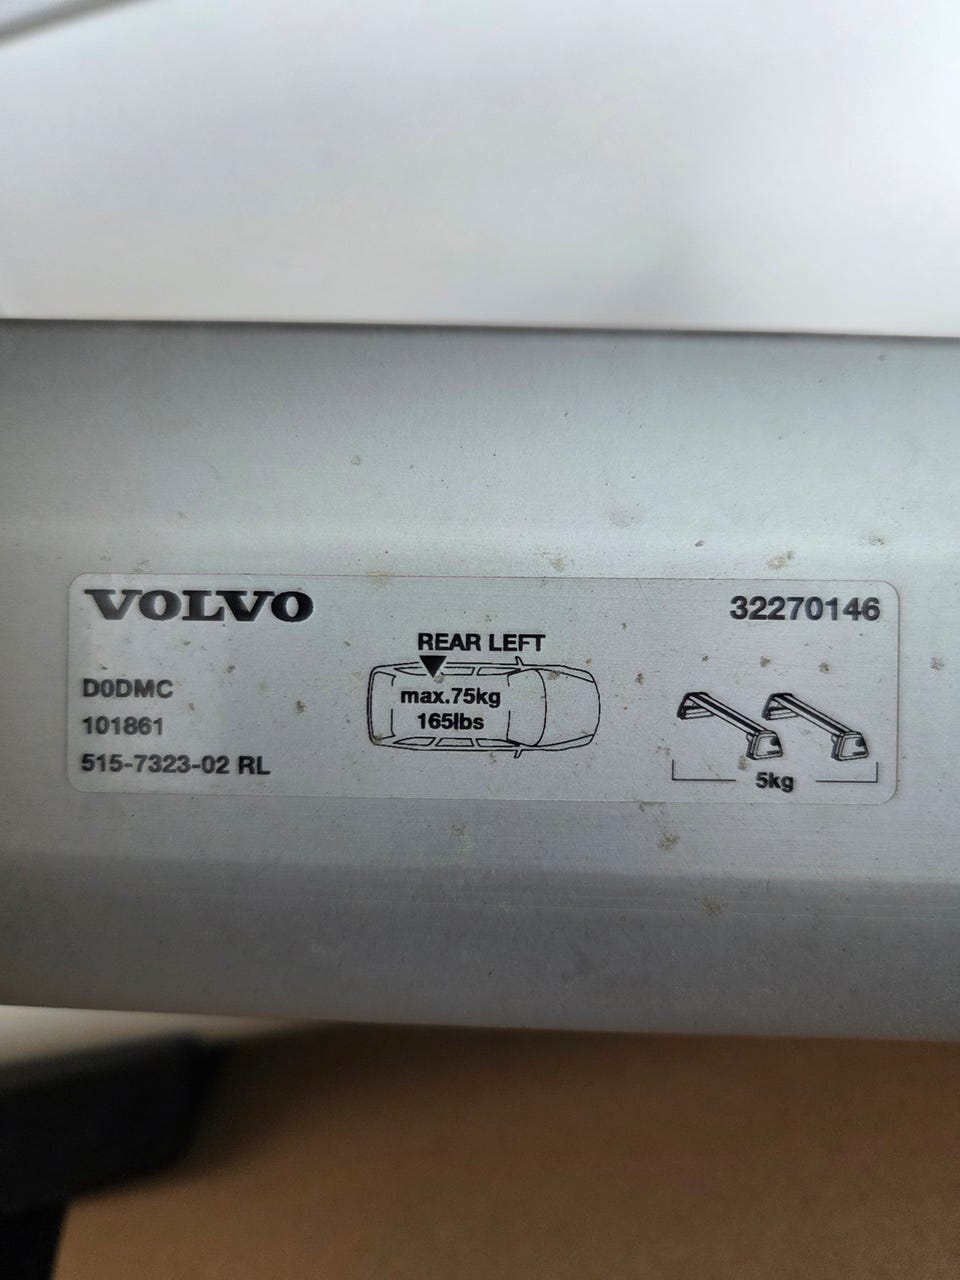 VOLVO
32270146
REAR LEFT
D0DMC
max.75kg
165lbs
101861
515-7323-02 RL
5kg